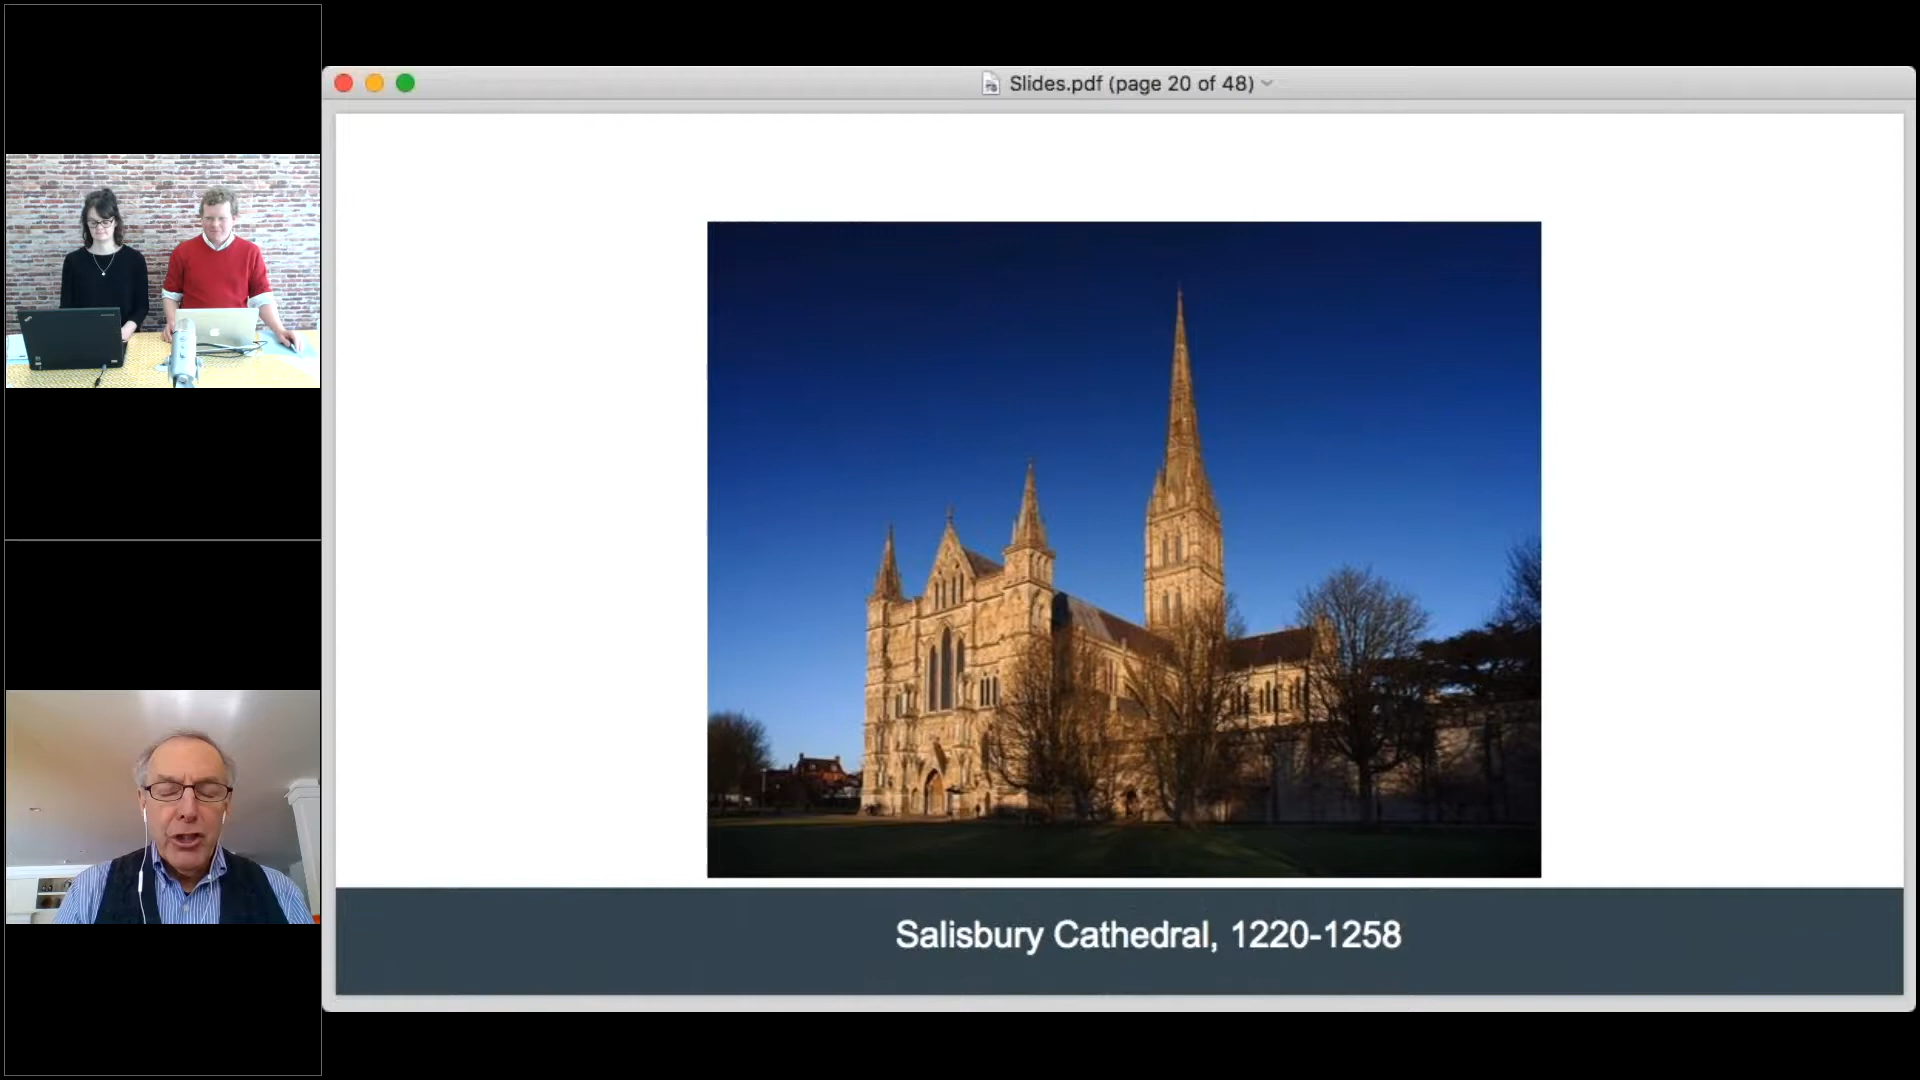 Slides.pdf (page 20 of 48)
Salisbury Cathedral, 1220-1258